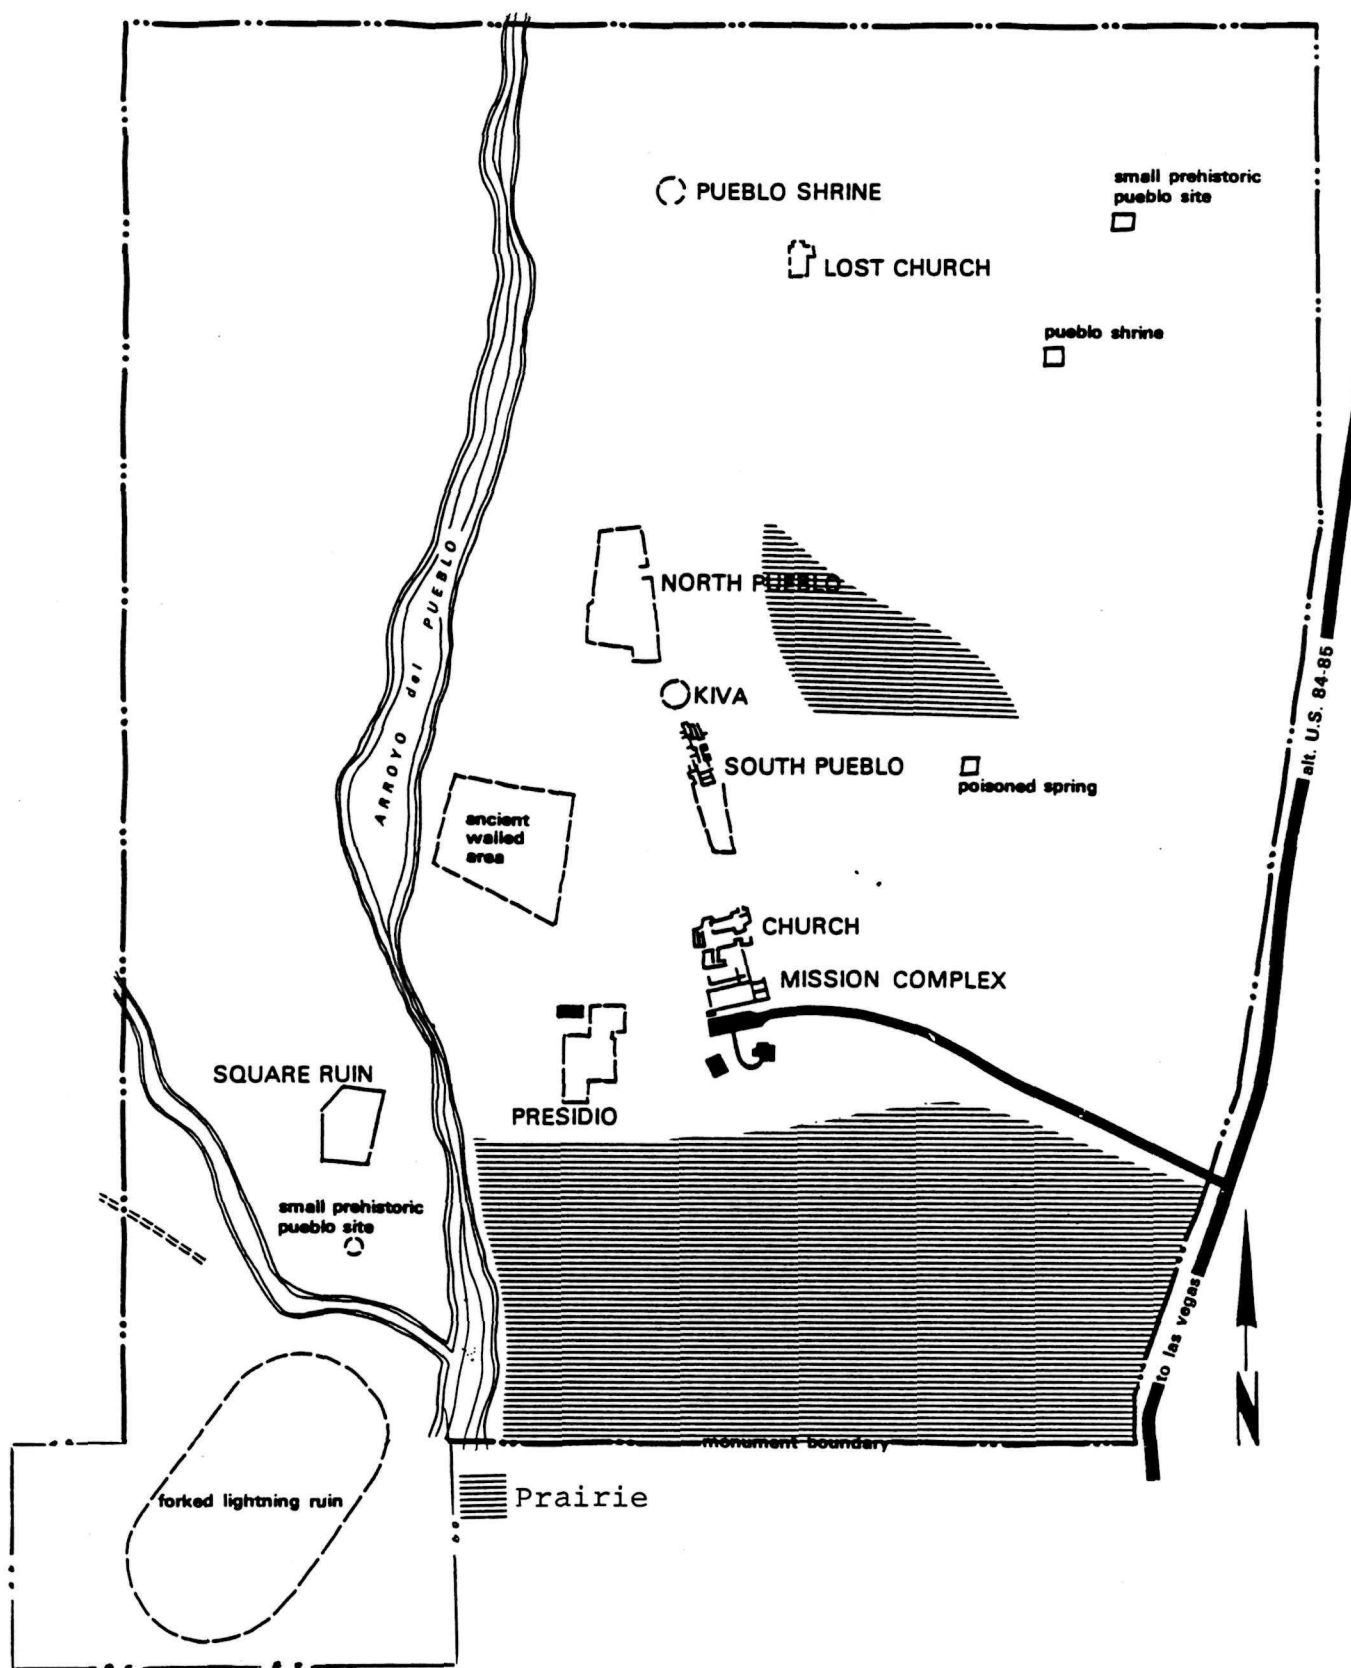 small prehistoric
pueblo site
PUEBLO SHRINE
LOST CHURCH
pueblo shrine
NORTH PUEBLO
ARROYO del PUEBLO
KIVA
alt. U.S. 84-85
SOUTH PUEBLO
poisoned spring
ancient
walled
area
CHURCH
MISSION COMPLEX
SQUARE RUIN
PRESIDIO
small prehistoric
pueblo site
to las vegas
N
monument boundary
forked lightning ruin
Prairie